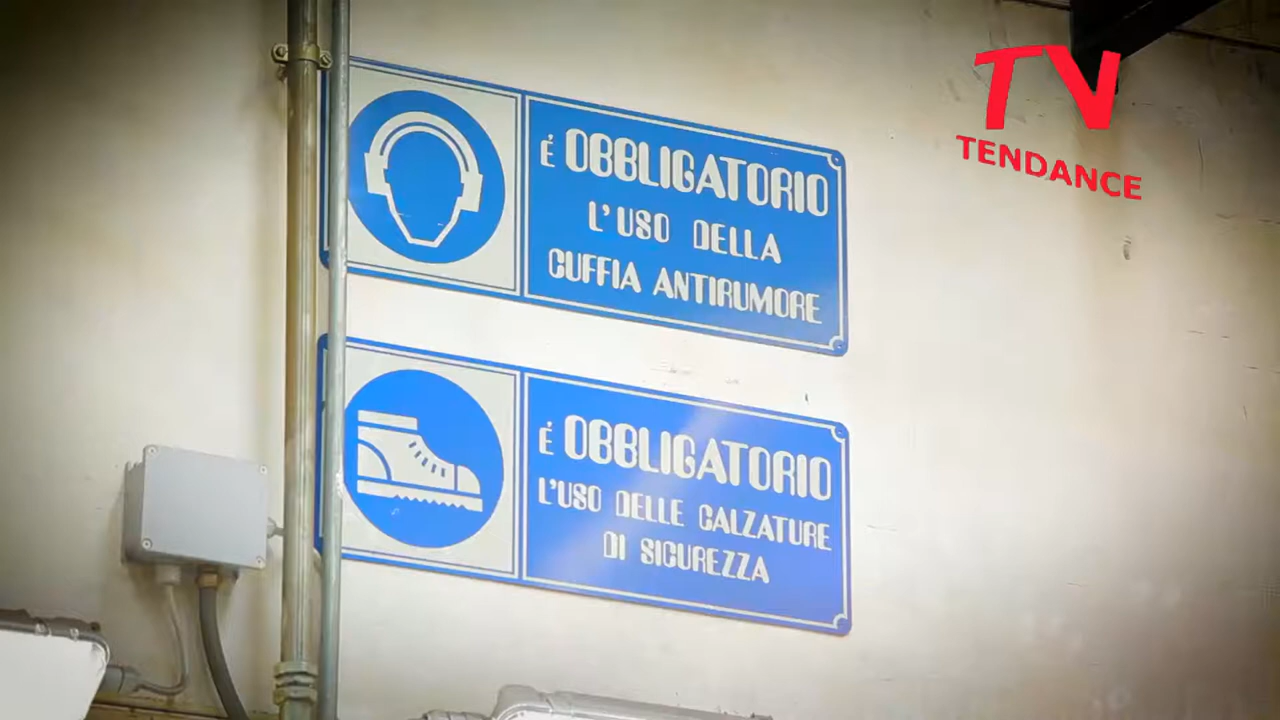 TV
TENDANCE
É OBBLIGATORIO
L'USO DELLA
CUFFIA ANTIRUMORE
É OBBLIGATORIO
L'USO DELLE CALZATURE
DI SICUREZZA